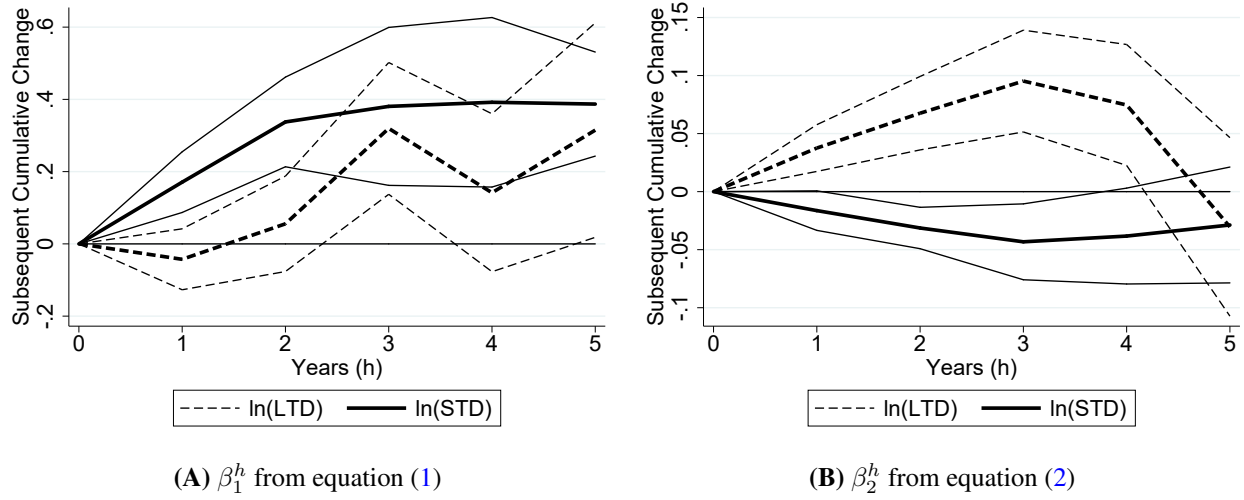 Subsequent Cumulative Change
.6
.4
.2
0
-.2
0 1 2 3 4 5
Years (h)
ln(LTD) ln(STD)
(A) β₁ʰ from equation (1)
Subsequent Cumulative Change
.15
.1
.05
0
-.05
-.1
0 1 2 3 4 5
Years (h)
ln(LTD) ln(STD)
(B) β₂ʰ from equation (2)